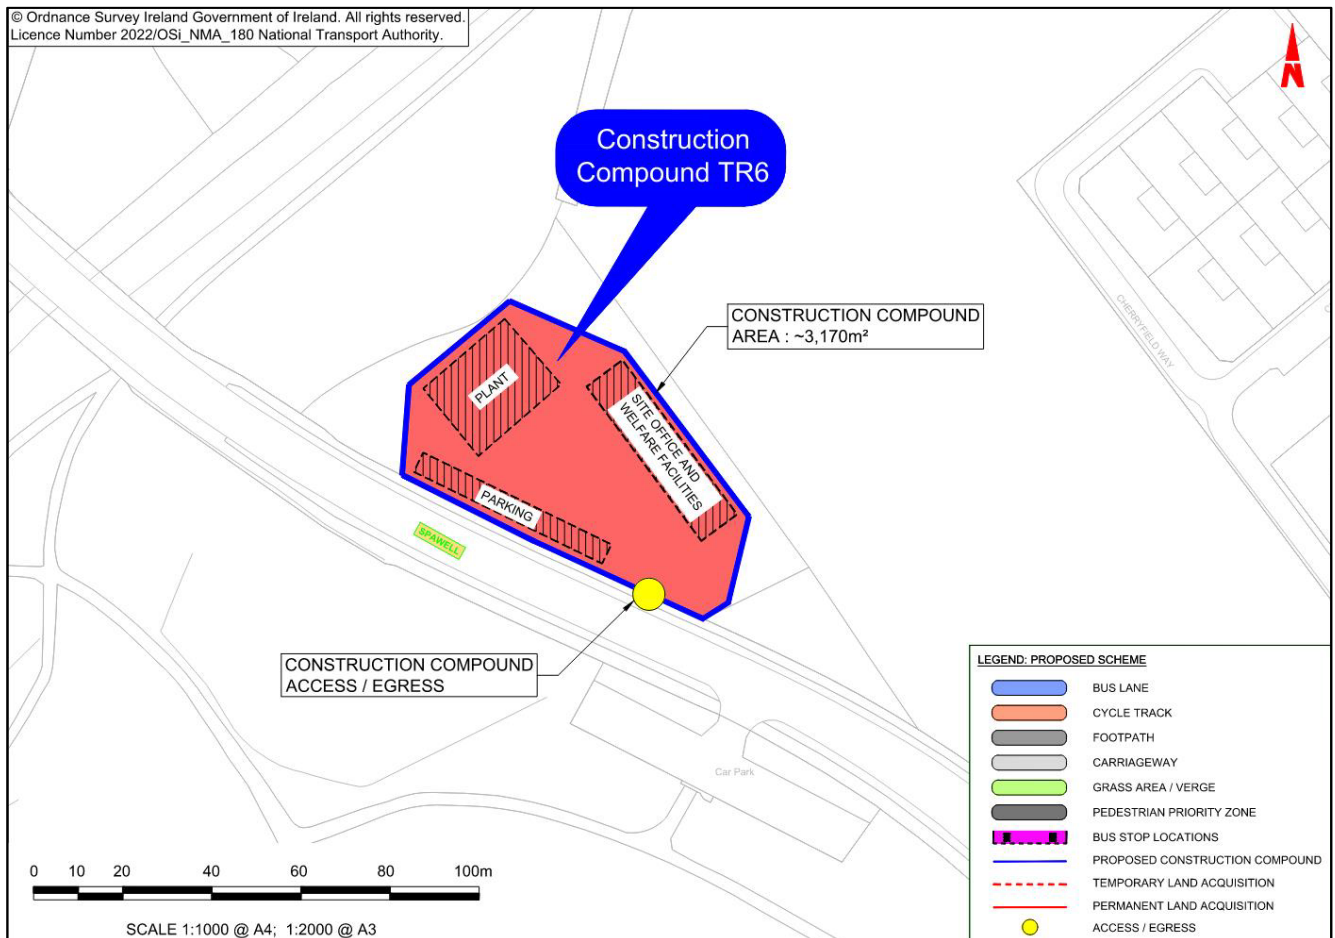 © Ordnance Survey Ireland Government of Ireland. All rights reserved.
Licence Number 2022/OSi_NMA_180 National Transport Authority.
N
Construction
Compound TR6
CONSTRUCTION COMPOUND
AREA : ~3,170m²
CHERRYFIELD WAY
PLANT
SITE OFFICE AND
WELFARE FACILITIES
PARKING
SPAWELL
CONSTRUCTION COMPOUND
ACCESS / EGRESS
Car Park
LEGEND: PROPOSED SCHEME
BUS LANE
CYCLE TRACK
FOOTPATH
CARRIAGEWAY
GRASS AREA / VERGE
PEDESTRIAN PRIORITY ZONE
BUS STOP LOCATIONS
PROPOSED CONSTRUCTION COMPOUND
TEMPORARY LAND ACQUISITION
PERMANENT LAND ACQUISITION
ACCESS / EGRESS
0 10 20 40 60 80 100m
SCALE 1:1000 @ A4; 1:2000 @ A3